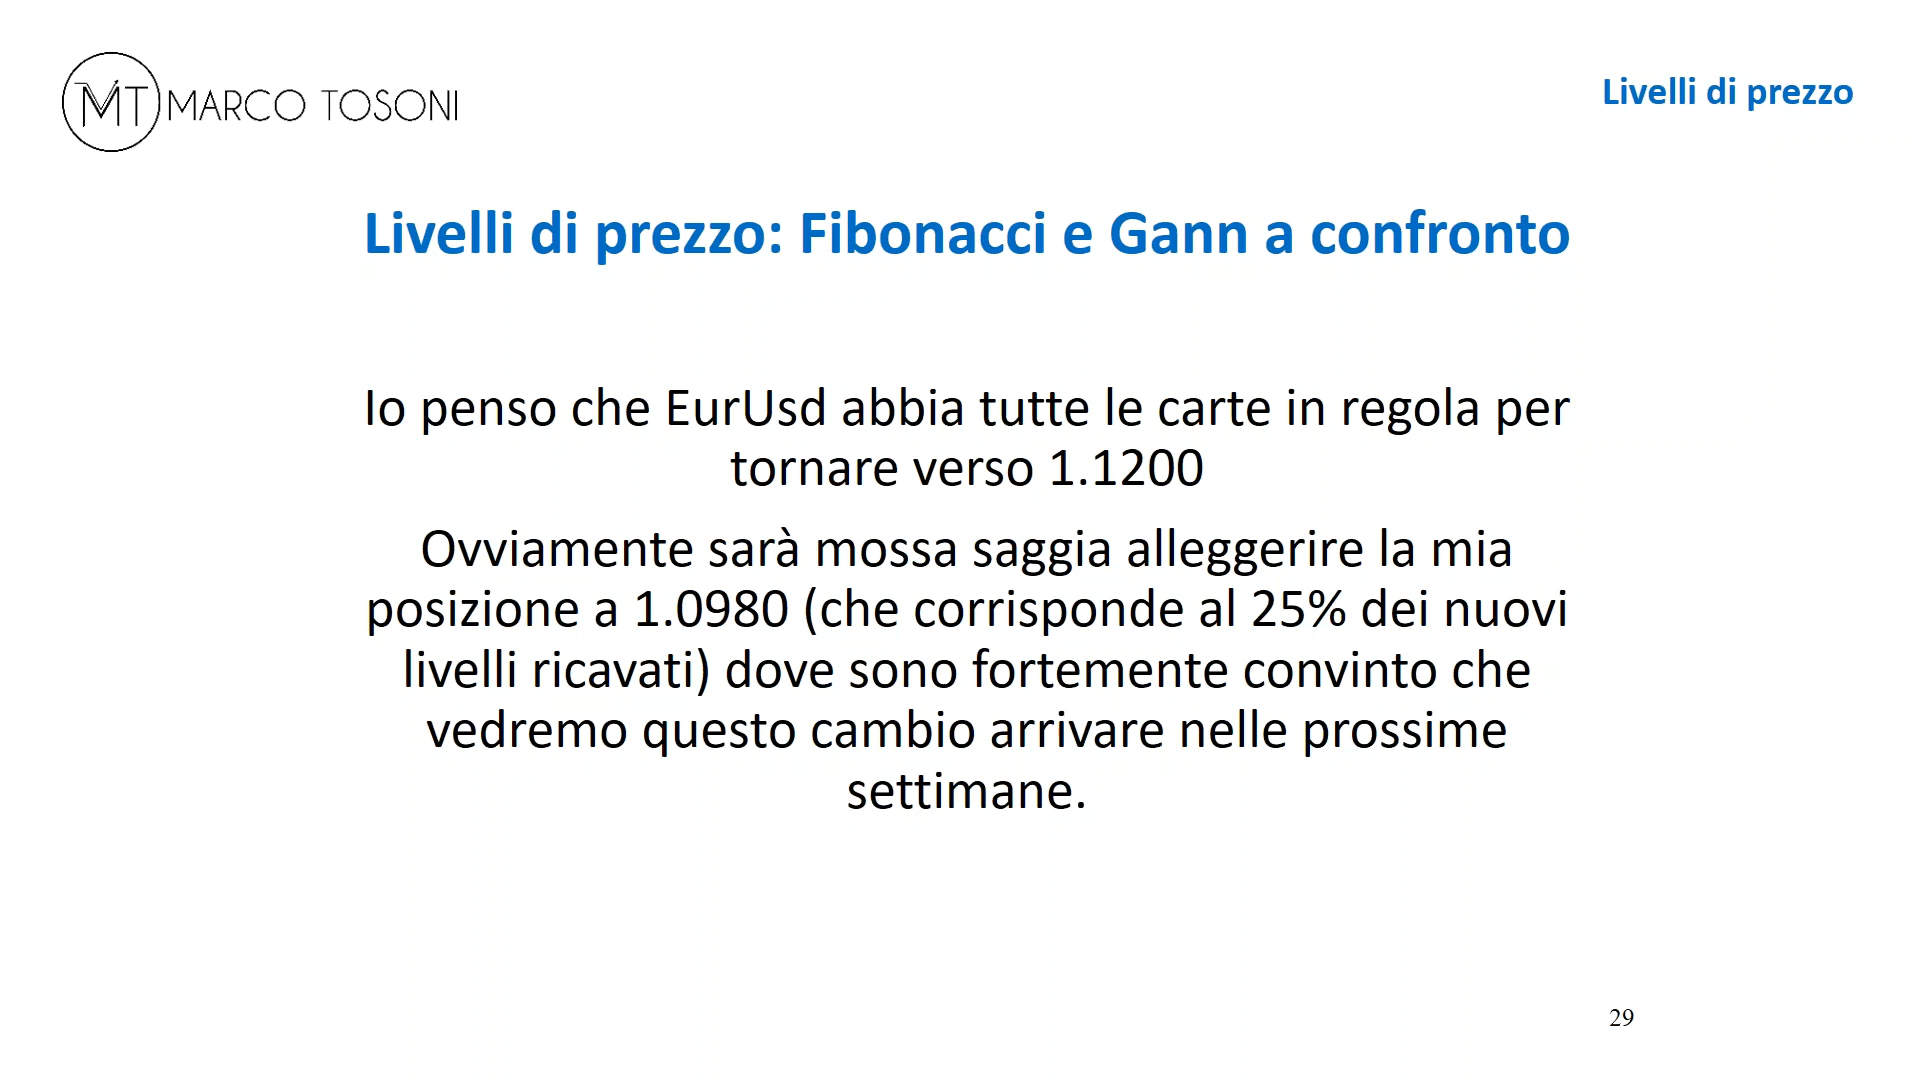 MT MARCO TOSONI
Livelli di prezzo
Livelli di prezzo: Fibonacci e Gann a confronto
Io penso che EurUsd abbia tutte le carte in regola per
tornare verso 1.1200
Ovviamente sarà mossa saggia alleggerire la mia
posizione a 1.0980 (che corrisponde al 25% dei nuovi
livelli ricavati) dove sono fortemente convinto che
vedremo questo cambio arrivare nelle prossime
settimane.
29